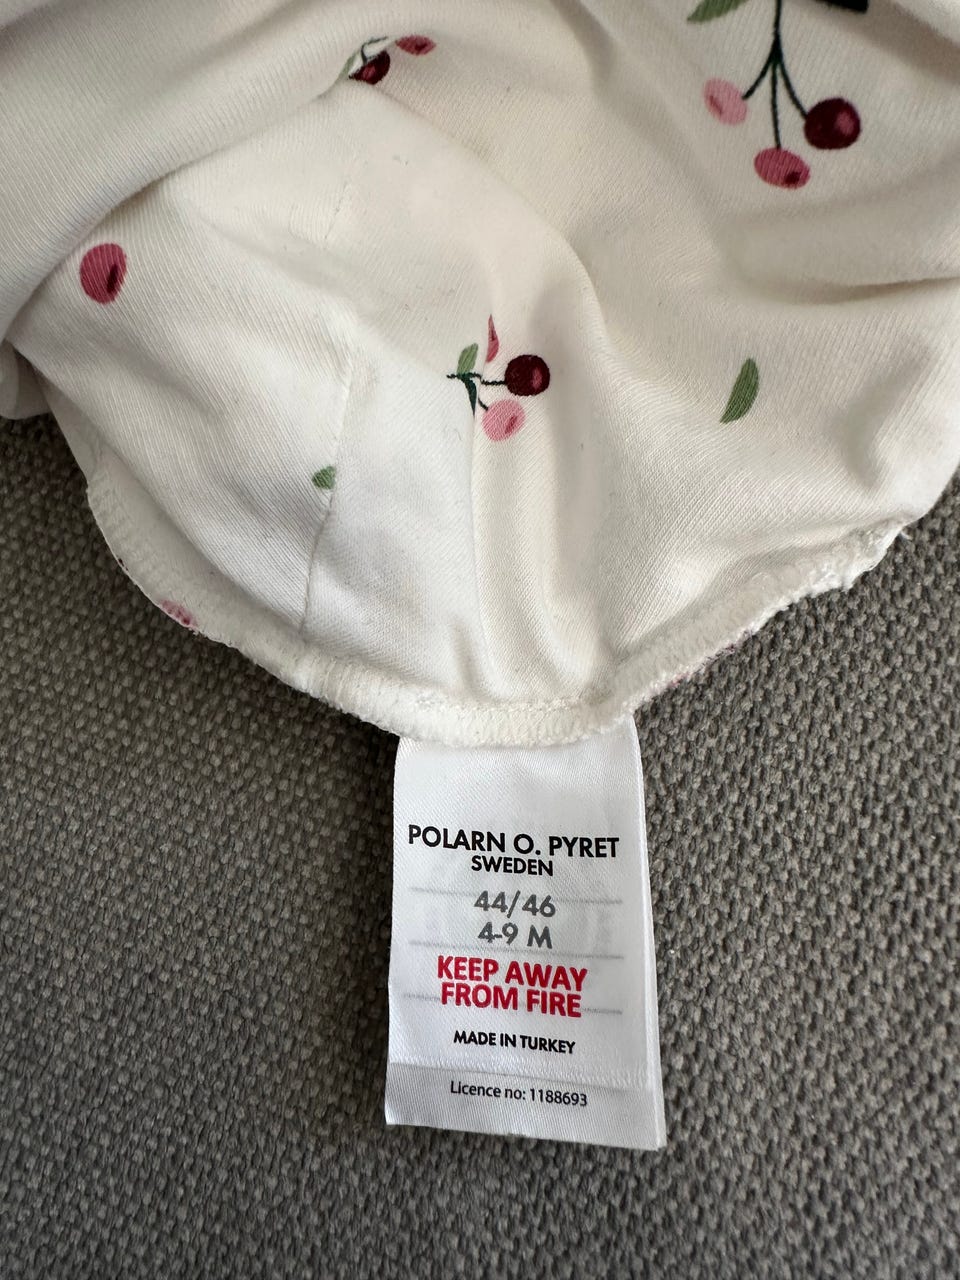 POLARN O. PYRET
SWEDEN
44/46
4-9 M
KEEP AWAY
FROM FIRE
MADE IN TURKEY
Licence no: 1188693